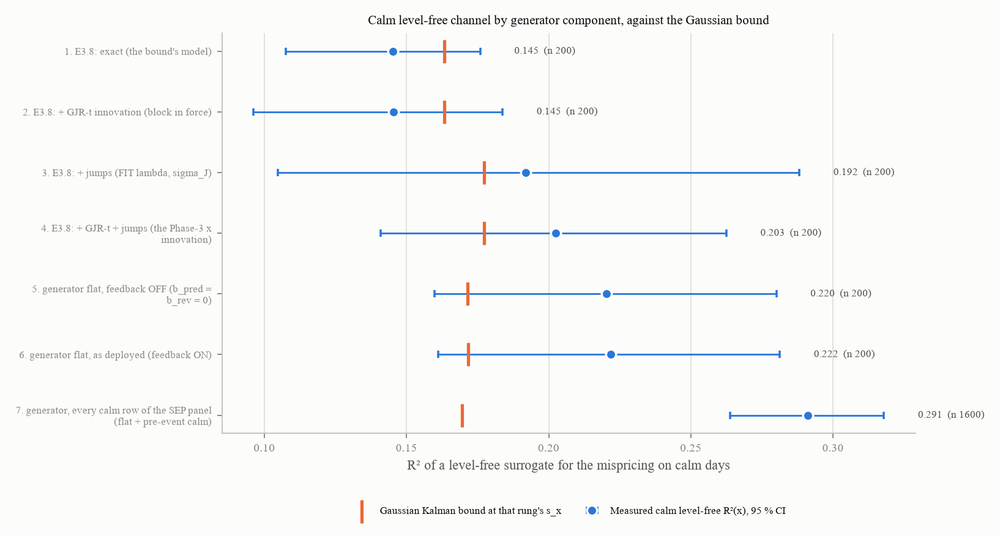 Calm level-free channel by generator component, against the Gaussian bound
1. E3.8: exact (the bound's model)
0.145 (n 200)
2. E3.8: + GJR-t innovation (block in force)
0.145 (n 200)
3. E3.8: + jumps (FIT lambda, sigma_J)
0.192 (n 200)
4. E3.8: + GJR-t + jumps (the Phase-3 x
innovation)
0.203 (n 200)
5. generator flat, feedback OFF (b_pred =
b_rev = 0)
0.220 (n 200)
6. generator flat, as deployed (feedback ON)
0.222 (n 200)
7. generator, every calm row of the SEP panel
(flat + pre-event calm)
0.291 (n 1600)
0.10 0.15 0.20 0.25 0.30
R² of a level-free surrogate for the mispricing on calm days
Gaussian Kalman bound at that rung's s_x
Measured calm level-free R²(x), 95 % CI